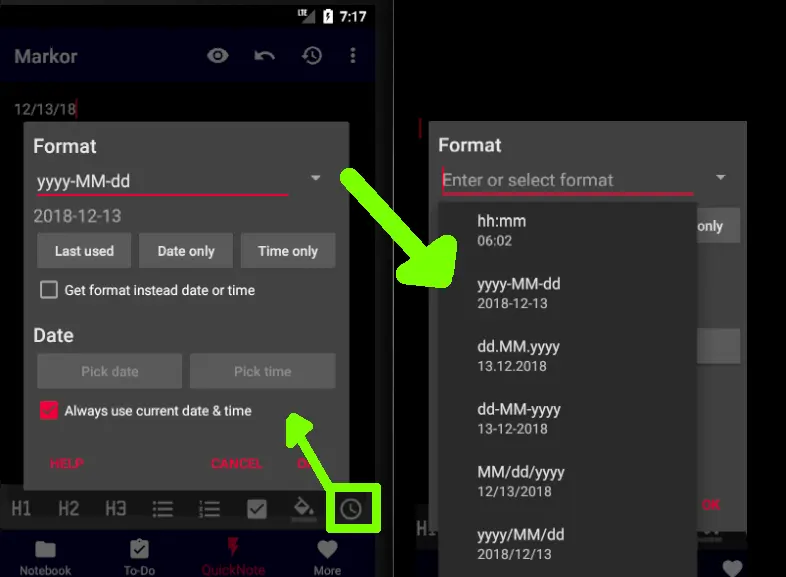 LTE 7:17
Markor
12/13/18
Format
yyyy-MM-dd
2018-12-13
Last used Date only Time only
Get format instead date or time
Date
Pick date Pick time
Always use current date & time
HELP CANCEL
H1 H2 H3
Notebook To-Do QuickNote More
Format
Enter or select format
only
hh:mm
06:02
yyyy-MM-dd
2018-12-13
dd.MM.yyyy
13.12.2018
dd-MM-yyyy
13-12-2018
MM/dd/yyyy
12/13/2018
yyyy/MM/dd
2018/12/13
OK